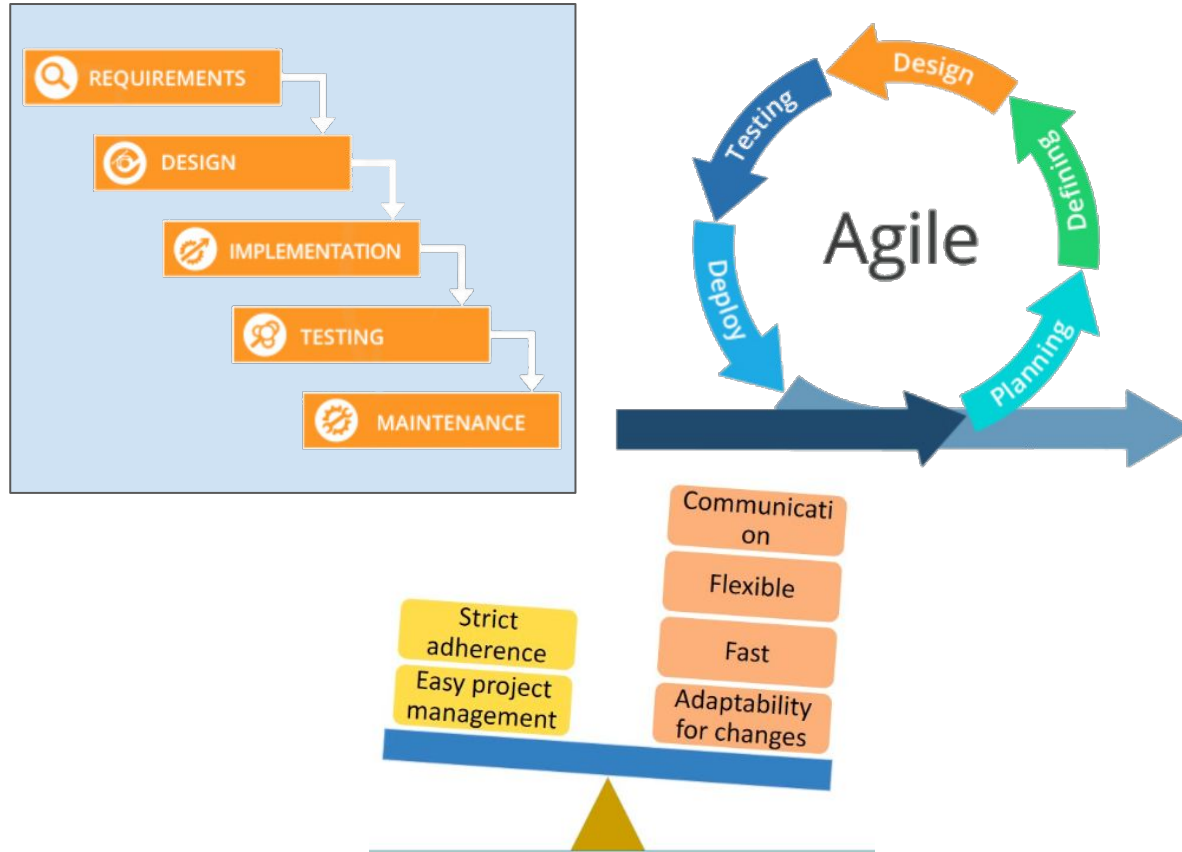 REQUIREMENTS
DESIGN
IMPLEMENTATION
TESTING
MAINTENANCE
Design
Testing
Defining
Agile
Deploy
Planning
Communicati
on
Flexible
Fast
Adaptability
for changes
Strict
adherence
Easy project
management